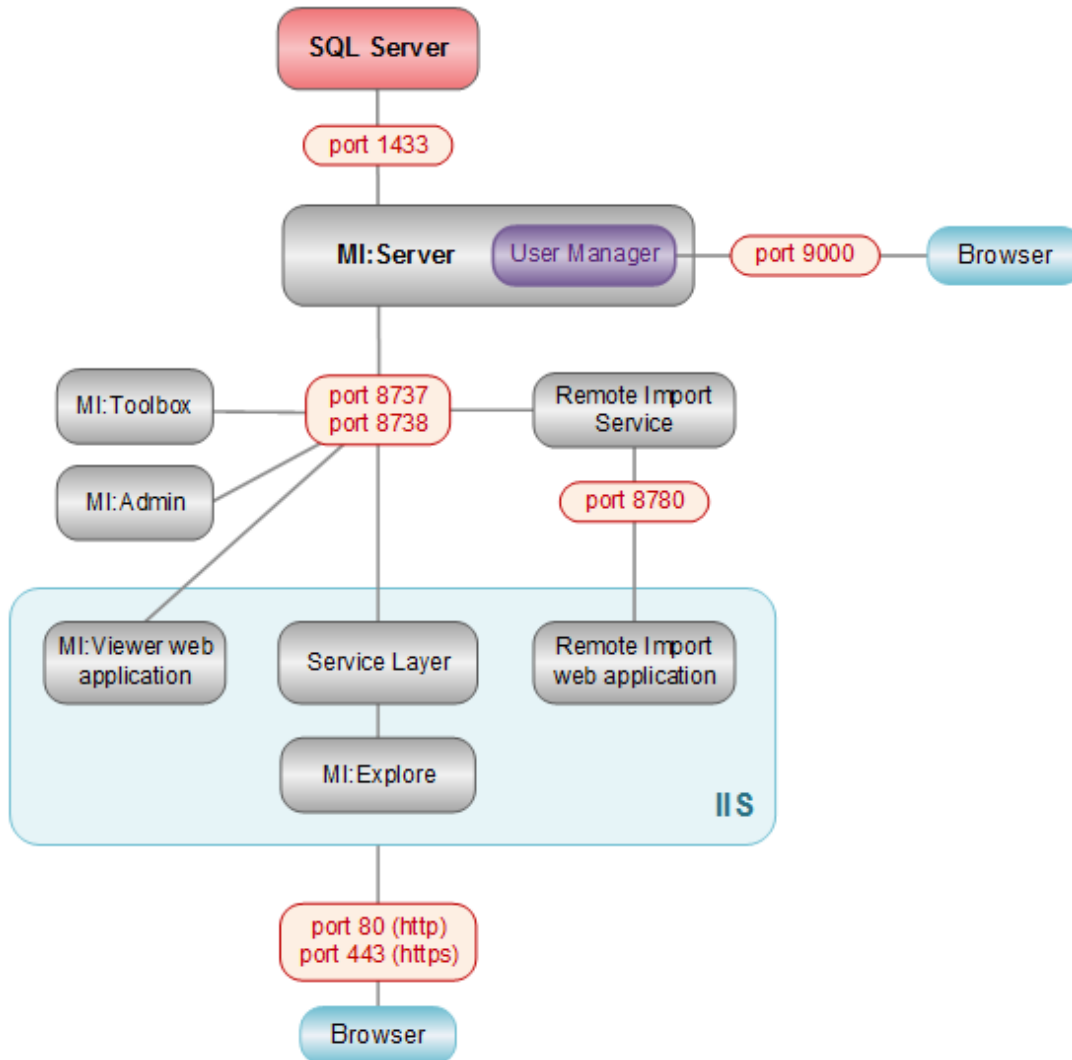 SQL Server
port 1433
MI:Server
User Manager
port 9000
Browser
MI:Toolbox
port 8737
port 8738
Remote Import
Service
MI:Admin
port 8780
MI:Viewer web
application
Service Layer
Remote Import
web application
MI:Explore
IIS
port 80 (http)
port 443 (https)
Browser